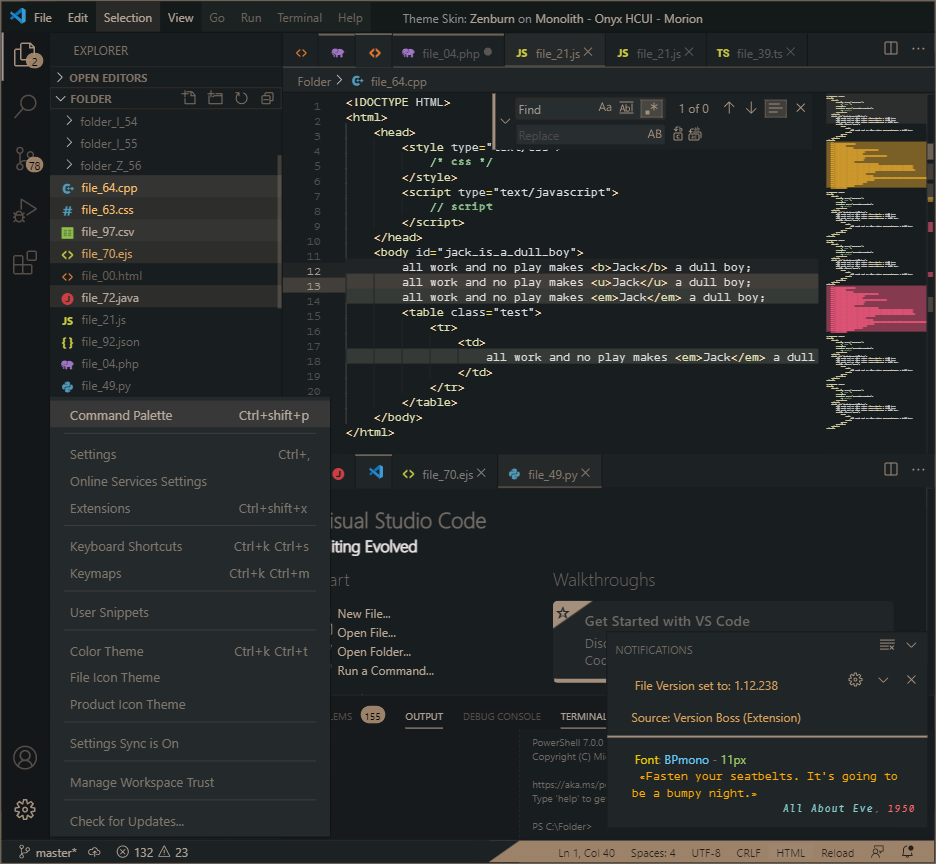 File Edit Selection View Go Run Terminal Help Theme Skin: Zenburn on Monolith - Onyx HCUI - Morion
2
78
EXPLORER
OPEN EDITORS
FOLDER
folder_I_54
folder_I_55
folder_Z_56
file_64.cpp
file_63.css
file_97.csv
file_70.ejs
file_00.html
file_72.java
file_21.js
file_92.json
file_04.php
file_49.py
file_04.php JS file_21.js JS file_21.js TS file_39.ts
Folder > file_64.cpp
Find Aa Ab .* 1 of 0
Replace AB
1 <!DOCTYPE HTML>
2 <html>
3 <head>
4 <style type="text/css">
5 /* css */
6 </style>
7 <script type="text/javascript">
8 // script
9 </script>
10 </head>
11 <body id="jack_is_a_dull_boy">
12 all work and no play makes <b>Jack</b> a dull boy;
13 all work and no play makes <u>Jack</u> a dull boy;
14 all work and no play makes <em>Jack</em> a dull boy;
15 <table class="test">
16 <tr>
17 <td>
18 all work and no play makes <em>Jack</em> a dull
19 </td>
20 </tr>
</table>
</body>
</html>
Command Palette Ctrl+shift+p
Settings Ctrl+,
Online Services Settings
Extensions Ctrl+shift+x
Keyboard Shortcuts Ctrl+k Ctrl+s
Keymaps Ctrl+k Ctrl+m
User Snippets
Color Theme Ctrl+k Ctrl+t
File Icon Theme
Product Icon Theme
Settings Sync is On
Manage Workspace Trust
Check for Updates...
J file_70.ejs file_49.py
isual Studio Code
iting Evolved
art
New File...
Open File...
Open Folder...
Run a Command...
Walkthroughs
Get Started with VS Code
Disc
Coc
NOTIFICATIONS
File Version set to: 1.12.238
Source: Version Boss (Extension)
Font: BPmono - 11px
«Fasten your seatbelts. It's going to
be a bumpy night.»
All About Eve, 1950
LEMS 155 OUTPUT DEBUG CONSOLE TERMINAL
PowerShell 7.0.0
Copyright (C) Mi
https://aka.ms/p
Type 'help' to ge
PS C:\Folder>
master* 132 23 Ln 1, Col 40 Spaces: 4 UTF-8 CRLF HTML Reload